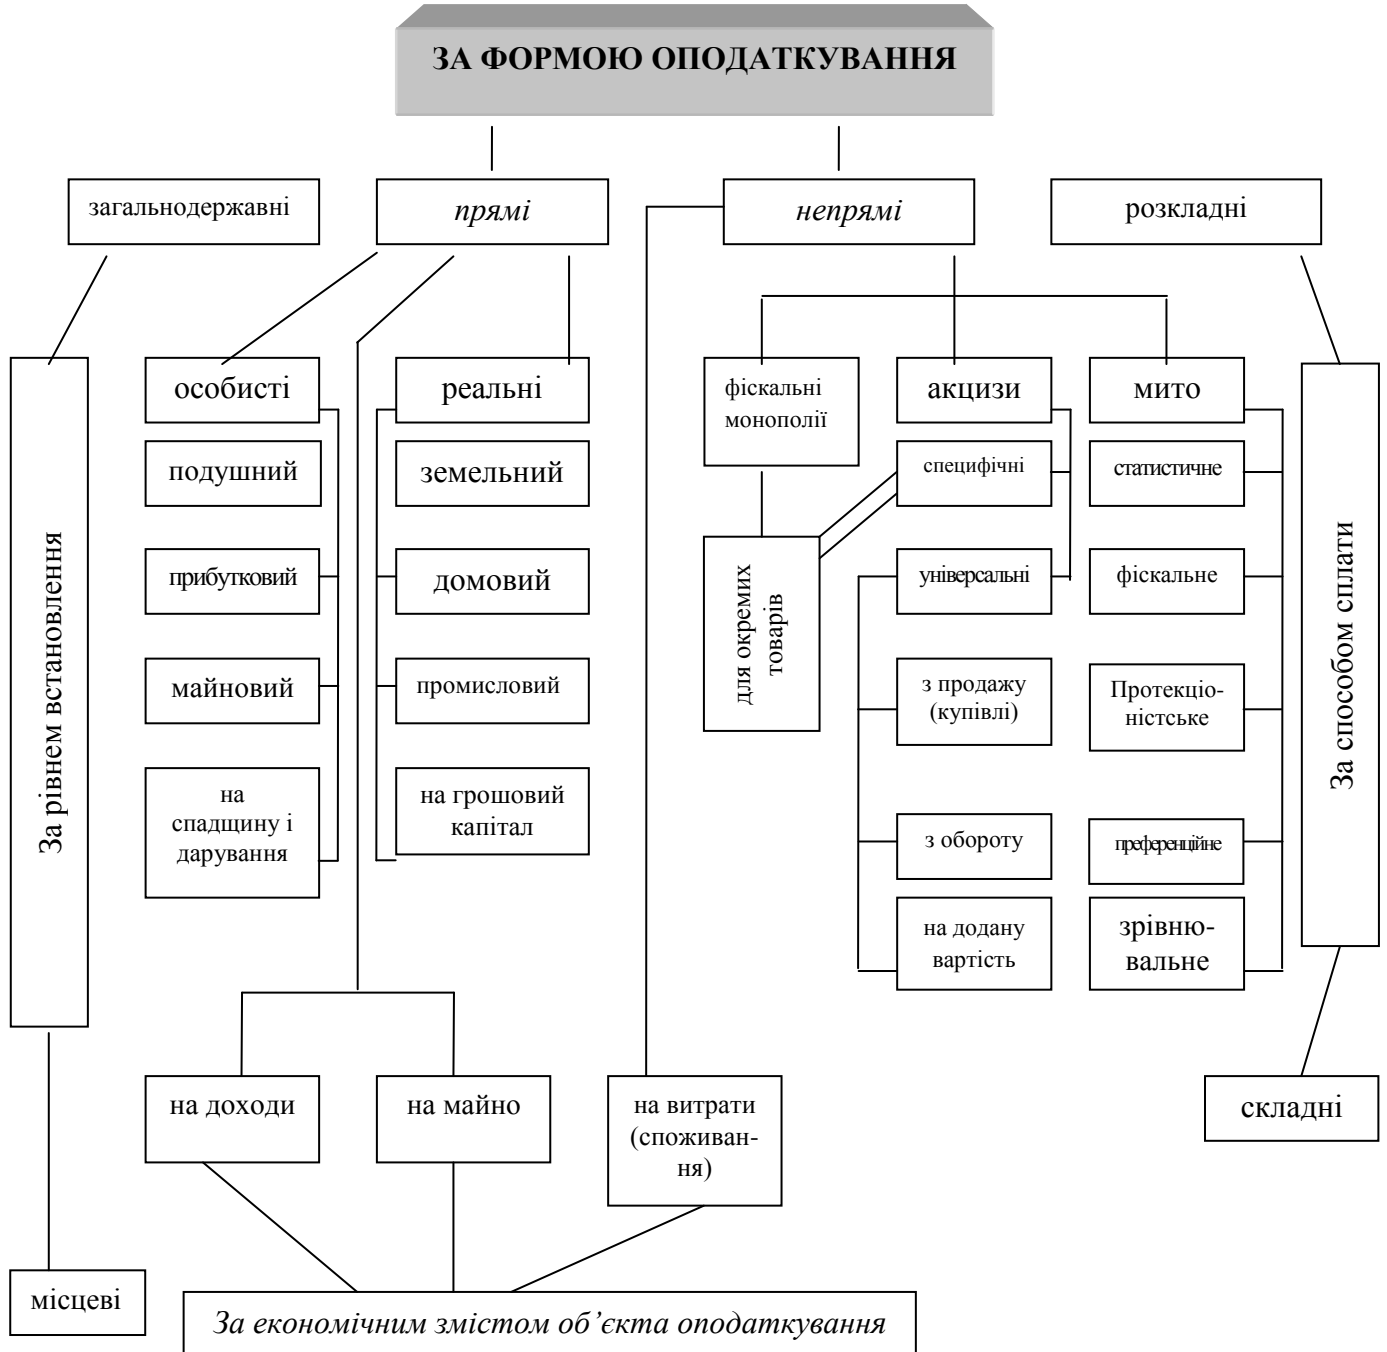 ЗА ФОРМОЮ ОПОДАТКУВАННЯ
загальнодержавні
прямі
непрямі
розкладні
За рівнем встановлення
особисті
подушний
прибутковий
майновий
на
спадщину і
дарування
реальні
земельний
домовий
промисловий
на грошовий
капітал
фіскальні
монополії
для окремих
товарів
акцизи
специфічні
універсальні
з продажу
(купівлі)
з обороту
на додану
вартість
мито
статистичне
фіскальне
Протекціо-
ністське
преференційне
зрівню-
вальне
За способом сплати
на доходи
на майно
на витрати
(споживан-
ня)
складні
місцеві
За економічним змістом об’єкта оподаткування